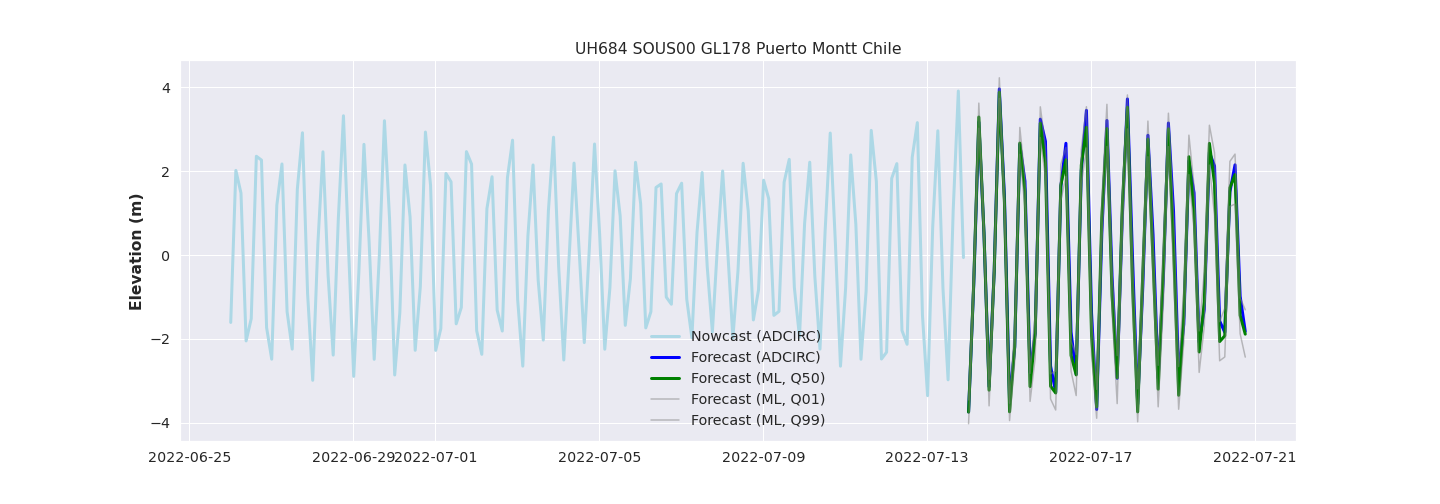 UH684 SOUS00 GL178 Puerto Montt Chile
Elevation (m)
4
2
0
−2
−4
Nowcast (ADCIRC)
Forecast (ADCIRC)
Forecast (ML, Q50)
Forecast (ML, Q01)
Forecast (ML, Q99)
2022-06-25 2022-06-29 2022-07-01 2022-07-05 2022-07-09 2022-07-13 2022-07-17 2022-07-21